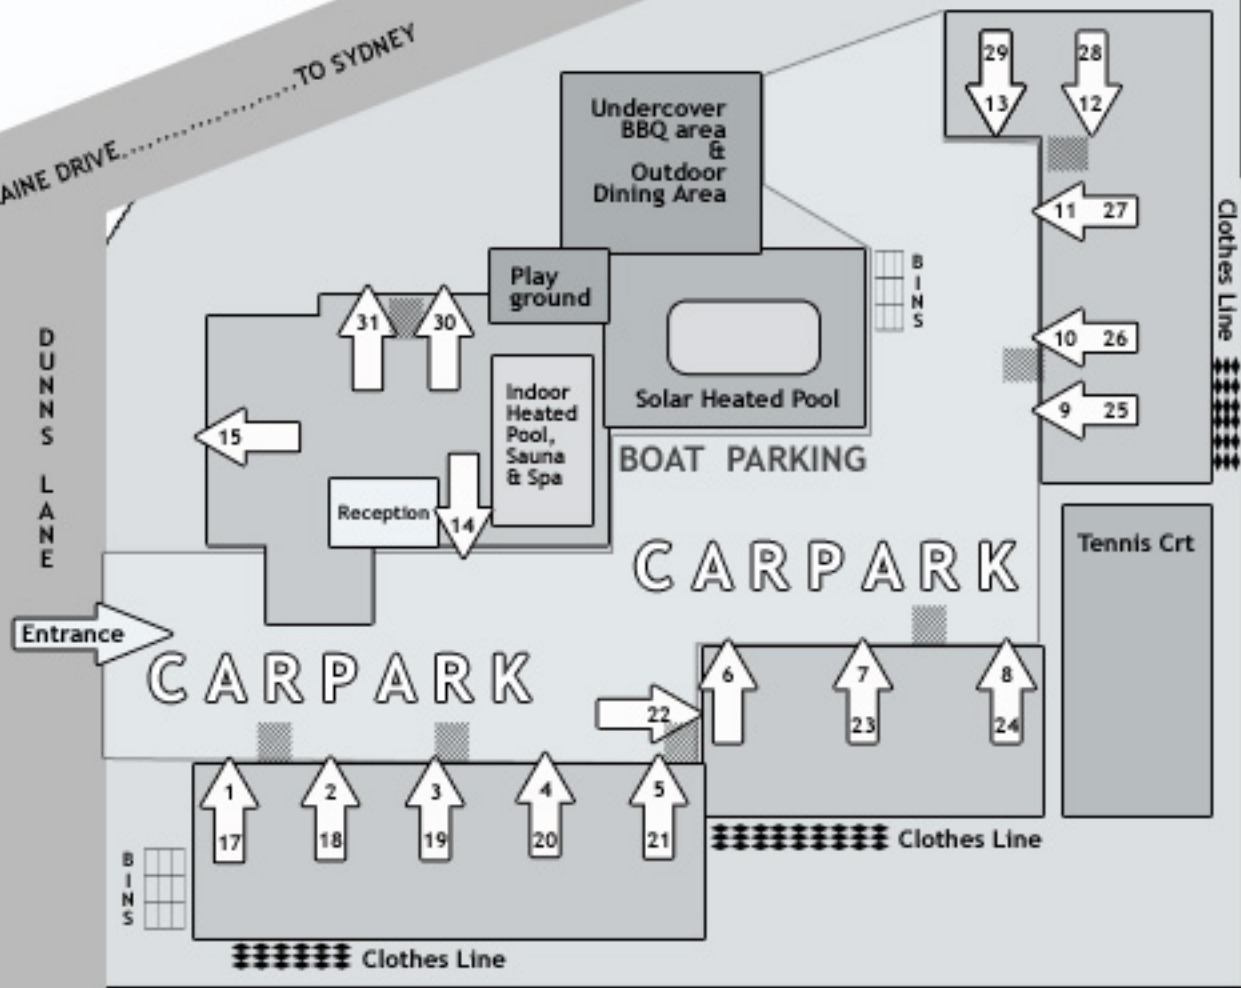 TO SYDNEY
AINE DRIVE
29
13
28
12
Undercover
BBQ area
&
Outdoor
Dining Area
11 27
Clothes Line
BINS
Play
ground
31
30
10 26
Indoor
Heated
Pool,
Sauna
& Spa
Solar Heated Pool
9 25
15
DUNNS LANE
BOAT PARKING
Reception
14
CARPARK
Tennis Crt
Entrance
CARPARK
6
7
23
8
24
22
1
17
2
18
3
19
4
20
5
21
Clothes Line
BINS
Clothes Line